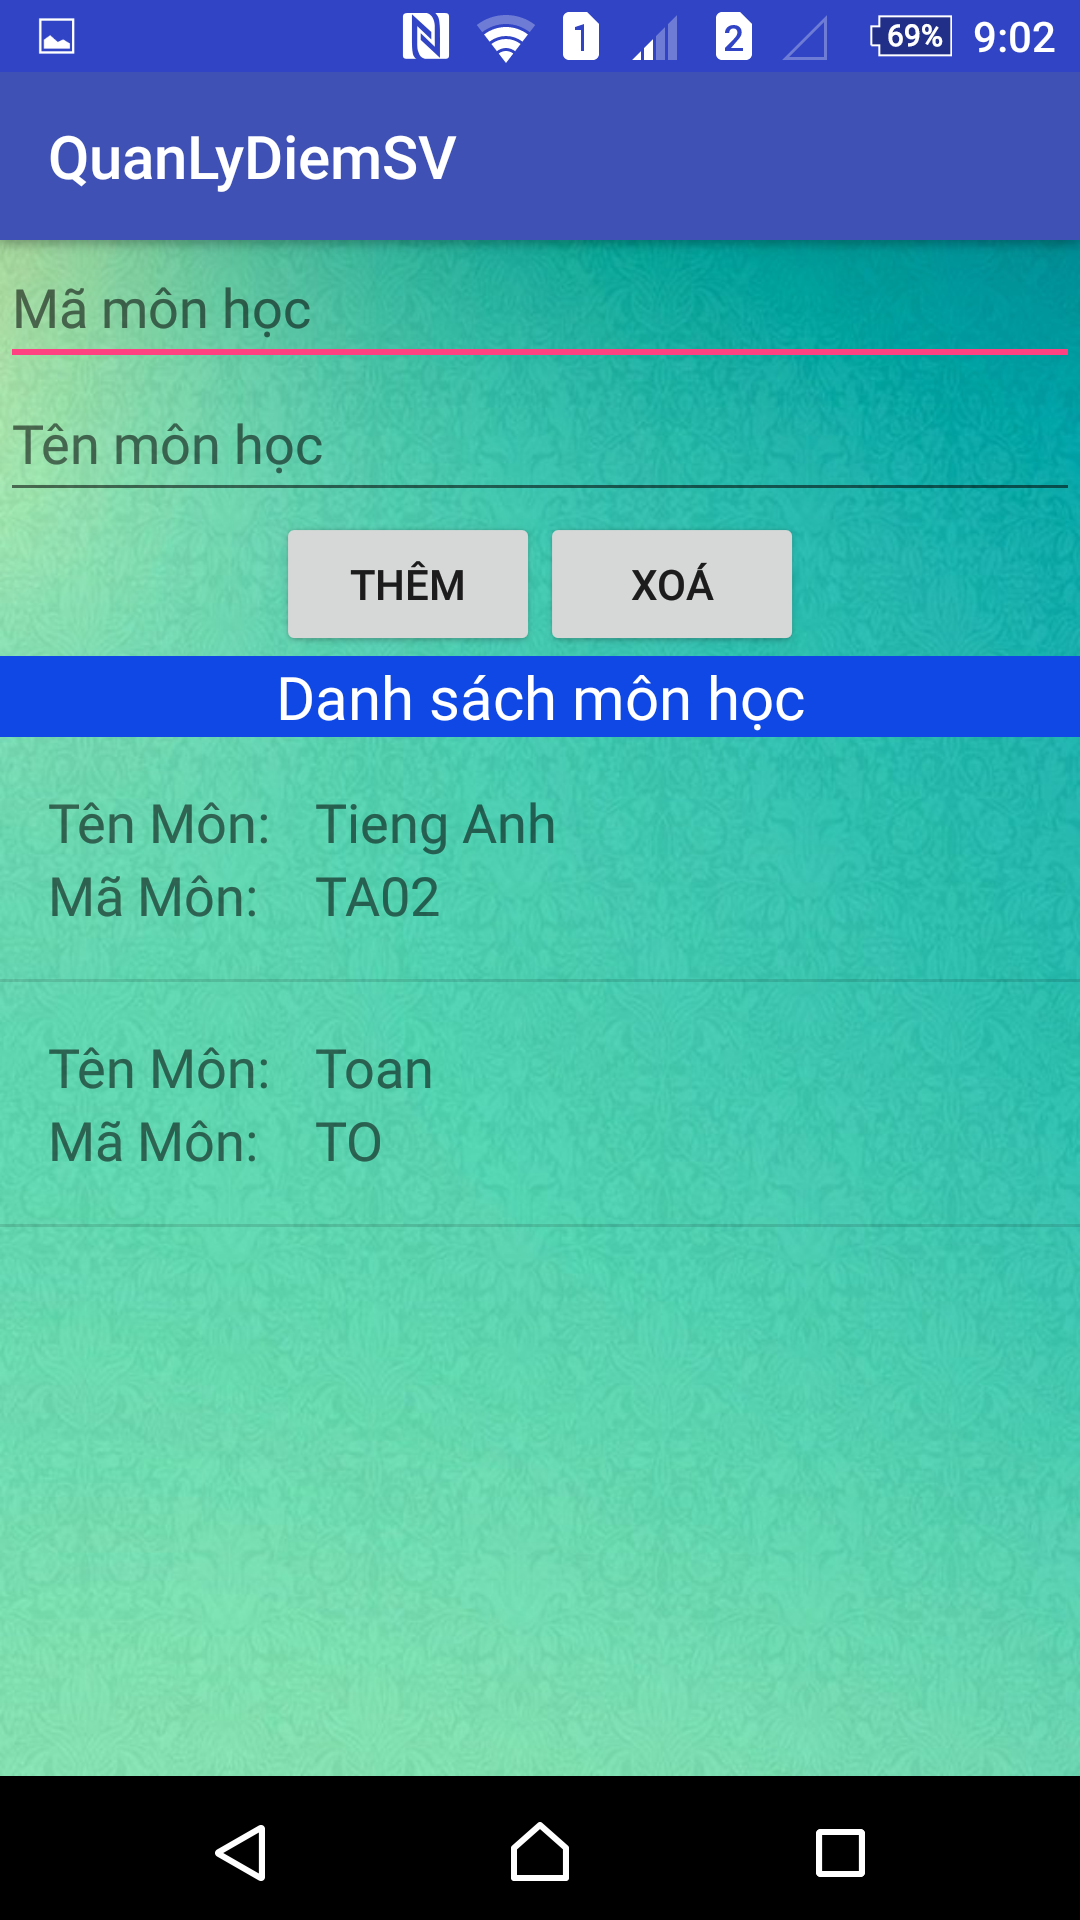 1 2 69% 9:02
QuanLyDiemSV
Mã môn học
Tên môn học
THÊM XOÁ
Danh sách môn học
Tên Môn: Tieng Anh
Mã Môn: TA02
Tên Môn: Toan
Mã Môn: TO